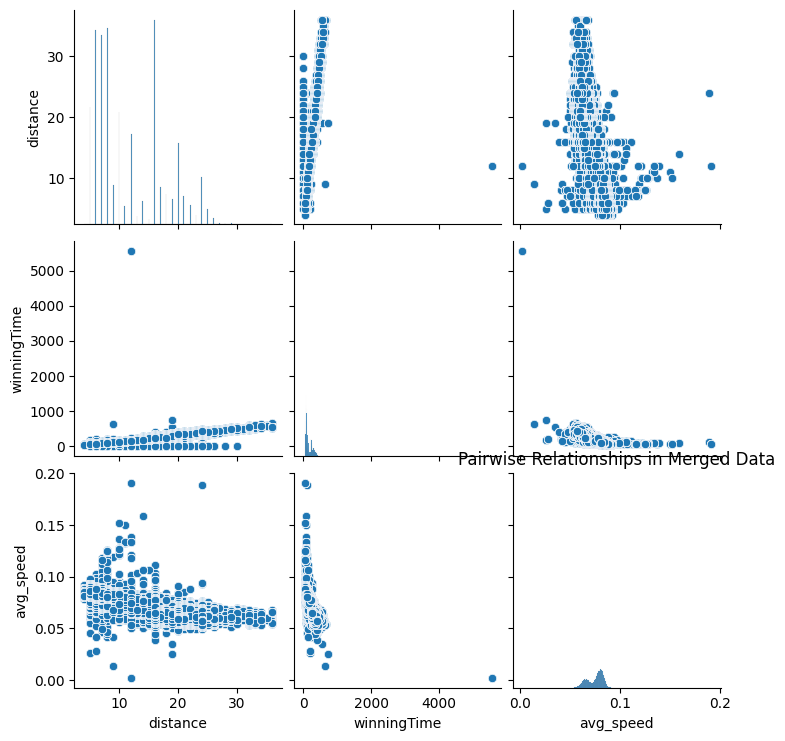 distance
30
20
10
winningTime
5000
4000
3000
2000
1000
0
Pairwise Relationships in Merged Data
avg_speed
0.20
0.15
0.10
0.05
0.00
10 20 30
0 2000 4000
0.0 0.1 0.2
distance winningTime avg_speed